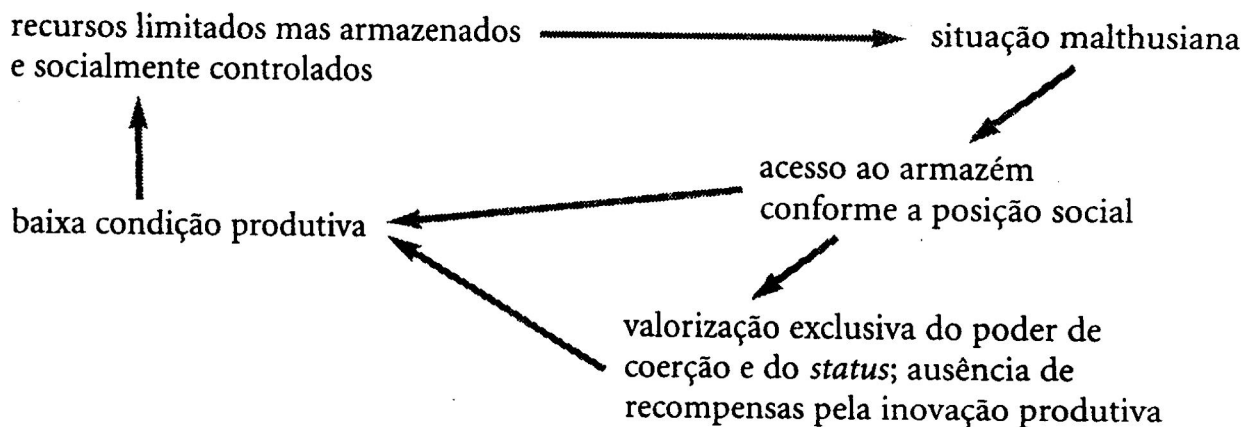 recursos limitados mas armazenados
e socialmente controlados
situação malthusiana
acesso ao armazém
conforme a posição social
baixa condição produtiva
valorização exclusiva do poder de
coerção e do status; ausência de
recompensas pela inovação produtiva